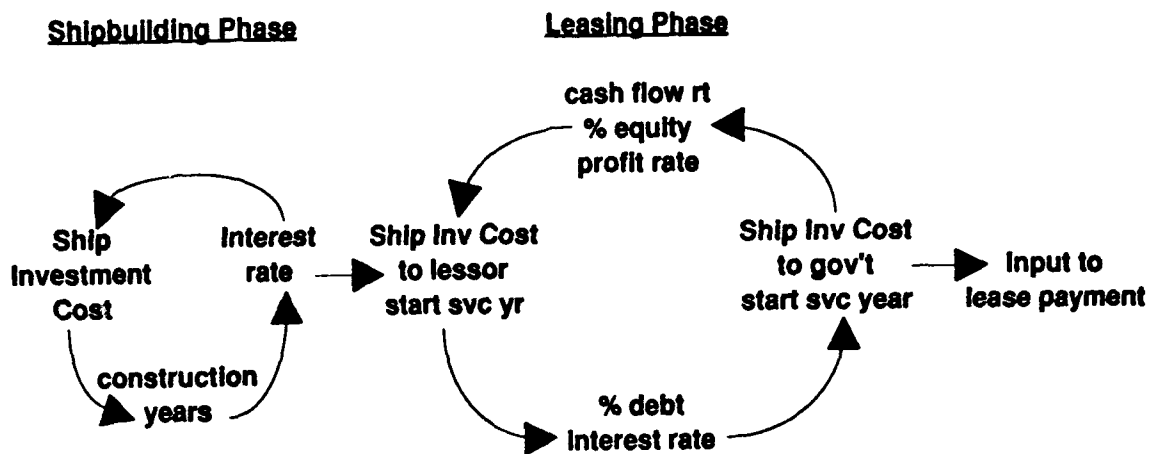 Shipbuilding Phase
Leasing Phase
cash flow rt
% equity
profit rate
Ship
Investment
Cost
Interest
rate
construction
years
Ship Inv Cost
to lessor
start svc yr
Ship Inv Cost
to gov't
start svc year
% debt
interest rate
Input to
lease payment